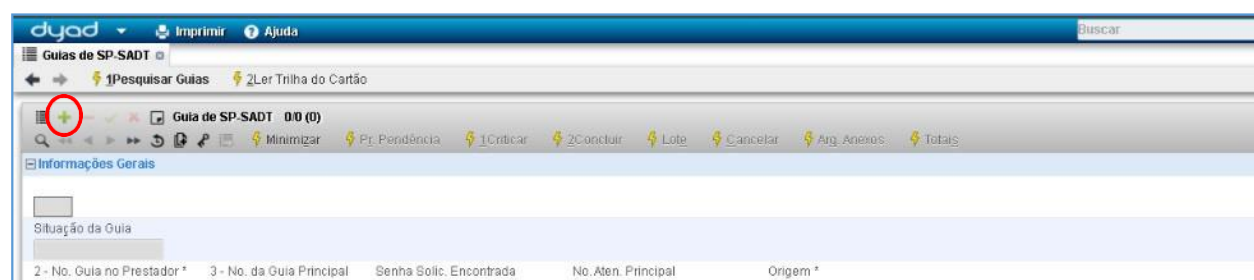 dyad Imprimir Ajuda Buscar
Guias de SP-SADT
1Pesquisar Guias 2Ler Trilha do Cartão
Guia de SP-SADT 0/0 (0)
Minimizar Pr. Pendência 1Criticar 2Concluir Lote Cancelar Arq. Anexos Totais
Informações Gerais
Situação da Guia
2 - No. Guia no Prestador * 3 - No. da Guia Principal Senha Solic. Encontrada No. Aten. Principal Origem *